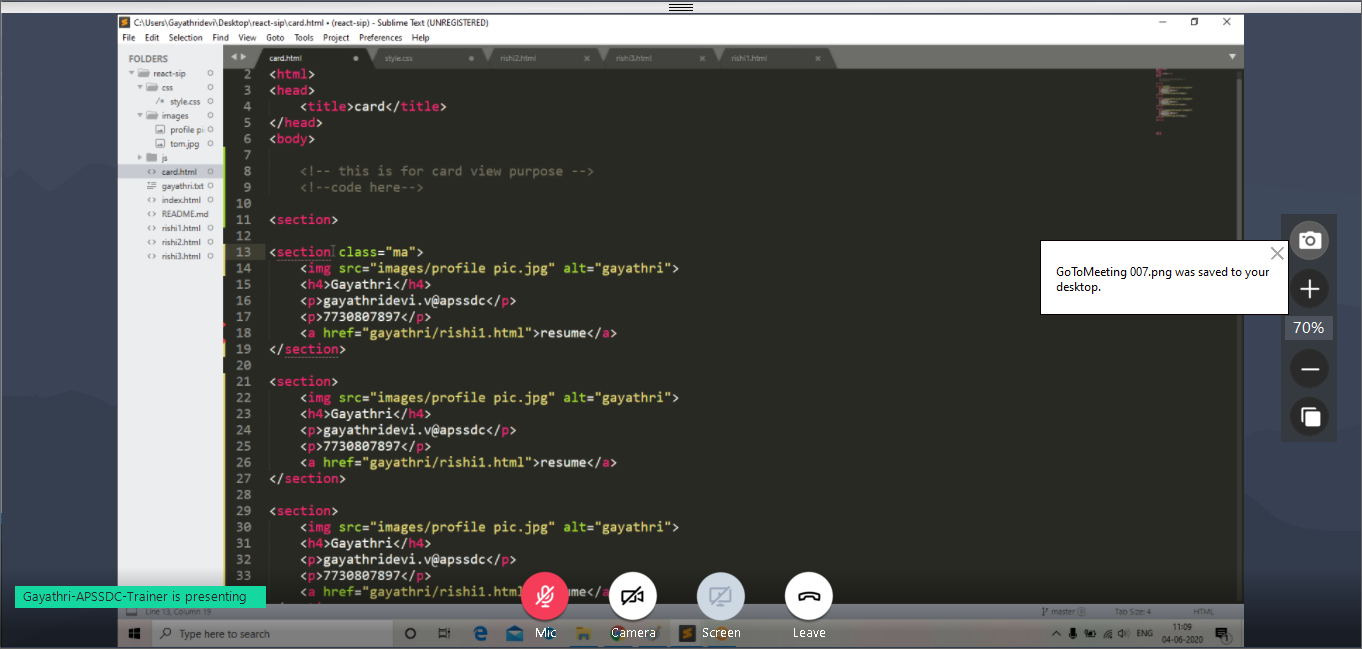 C:\Users\Gayathridevi\Desktop\react-sip\card.html • (react-sip) - Sublime Text (UNREGISTERED)
File Edit Selection Find View Goto Tools Project Preferences Help
FOLDERS
react-sip
css
/* style.css
images
profile pi
tom.jpg
js
<> card.html
gayathri.txt
<> index.html
<> README.md
<> rishi1.html
<> rishi2.html
<> rishi3.html
card.html style.css rishi2.html rishi3.html rishi1.html
2 <html>
3 <head>
4 <title>card</title>
5 </head>
6 <body>
7
8 <!-- this is for card view purpose -->
9 <!--code here-->
10
11 <section>
12
13 <section class="ma">
14 <img src="images/profile pic.jpg" alt="gayathri">
15 <h4>Gayathri</h4>
16 <p>gayathridevi.v@apssdc</p>
17 <p>7730807897</p>
18 <a href="gayathri/rishi1.html">resume</a>
19 </section>
20
21 <section>
22 <img src="images/profile pic.jpg" alt="gayathri">
23 <h4>Gayathri</h4>
24 <p>gayathridevi.v@apssdc</p>
25 <p>7730807897</p>
26 <a href="gayathri/rishi1.html">resume</a>
27 </section>
28
29 <section>
30 <img src="images/profile pic.jpg" alt="gayathri">
31 <h4>Gayathri</h4>
32 <p>gayathridevi.v@apssdc</p>
33 <p>7730807897</p>
<a href="gayathri/rishi1.html
GoToMeeting 007.png was saved to your
desktop.
70%
Gayathri-APSSDC-Trainer is presenting
Line 13, Column 19
master Tab Size: 4 HTML
Mic Camera Screen Leave
Type here to search
ENG
11:09
04-06-2020